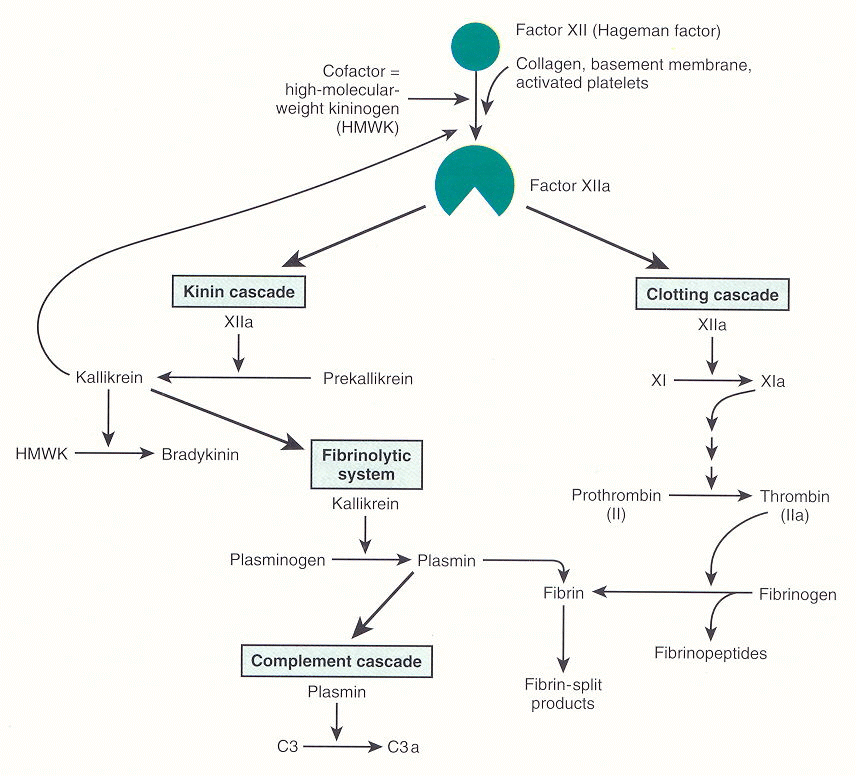 Factor XII (Hageman factor)
Collagen, basement membrane,
activated platelets
Cofactor =
high-molecular-
weight kininogen
(HMWK)
Factor XIIa
Kinin cascade
XIIa
Kallikrein
Prekallikrein
HMWK
Bradykinin
Clotting cascade
XIIa
XI
XIa
Prothrombin
(II)
Thrombin
(IIa)
Fibrinolytic
system
Kallikrein
Plasminogen
Plasmin
Fibrin
Fibrinogen
Fibrinopeptides
Fibrin-split
products
Complement cascade
Plasmin
C3
C3a